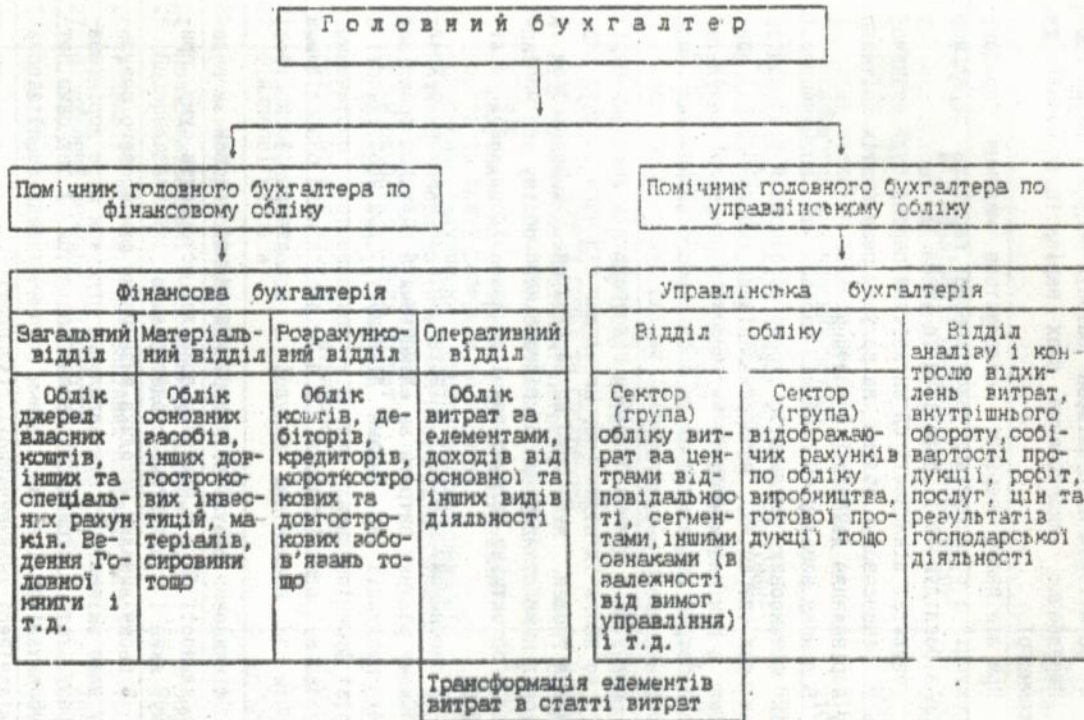 Головний бухгалтер
Помічник головного бухгалтера по
фінансовому обліку
Помічник головного бухгалтера по
управлінському обліку
Фінансова бухгалтерія
Загальний
відділ
Матеріаль-
ний відділ
Розрахунко-
вий відділ
Оперативний
відділ
Облік
джерел
власних
коштів,
інших та
спеціаль-
них рахун
ків. Ве-
дення Го-
ловної
книги і
т.д.
Облік
основних
засобів,
інших дов-
гостроко-
вих інвес-
тицій, ма-
теріалів,
сировини
тощо
Облік
коштів, де-
біторів,
кредиторів,
короткостро
кових та
довгостро-
кових зобо-
в'язань то-
що
Облік
витрат за
елементами,
доходів від
основної та
інших видів
діяльності
Управлінська бухгалтерія
Відділ обліку
Сектор
(група)
обліку вит-
рат за цен-
трами від-
повідальнос
ті, сегмен-
тами, іншими
ознаками (в
залежності
від вимог
управління)
і т.д.
Сектор
(група)
відображаю-
чих рахунків
по обліку
виробництва,
готової про-
дукції тощо
Відділ
аналізу і кон-
тролю відхи-
лень витрат,
внутрішнього
обороту, собі-
вартості про-
дукції, робіт,
послуг, цін та
результатів
господарської
діяльності
Трансформація елементів
витрат в статті витрат